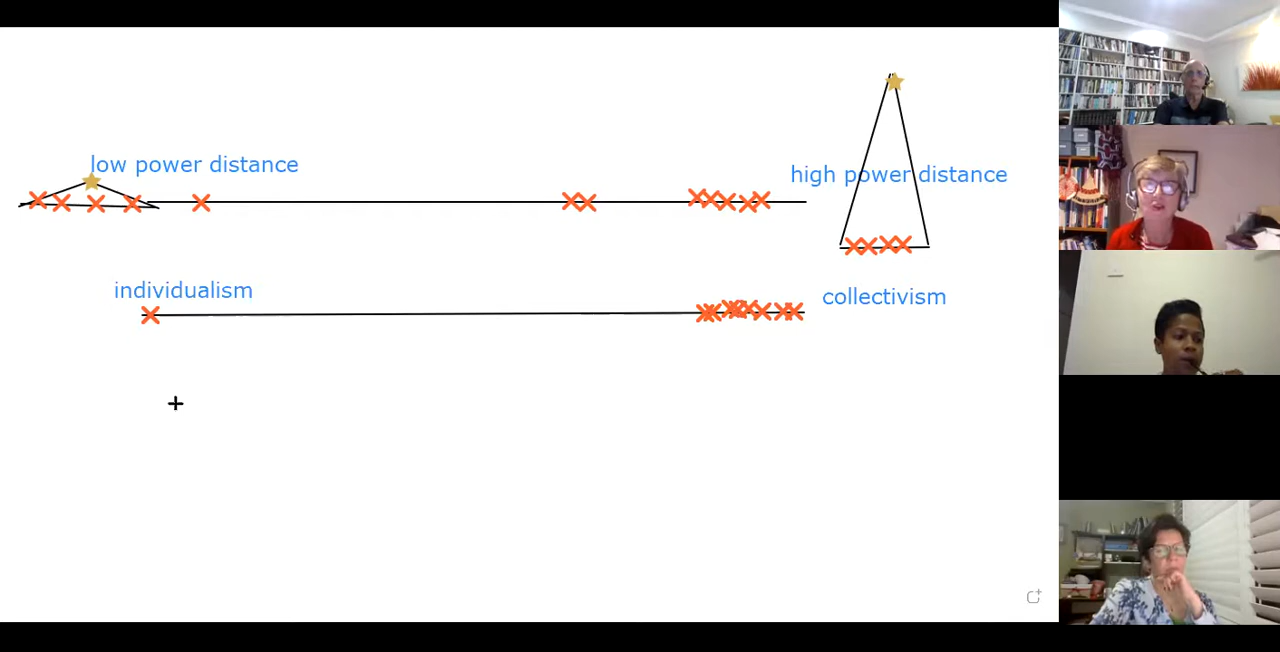 low power distance
high power distance
individualism
collectivism